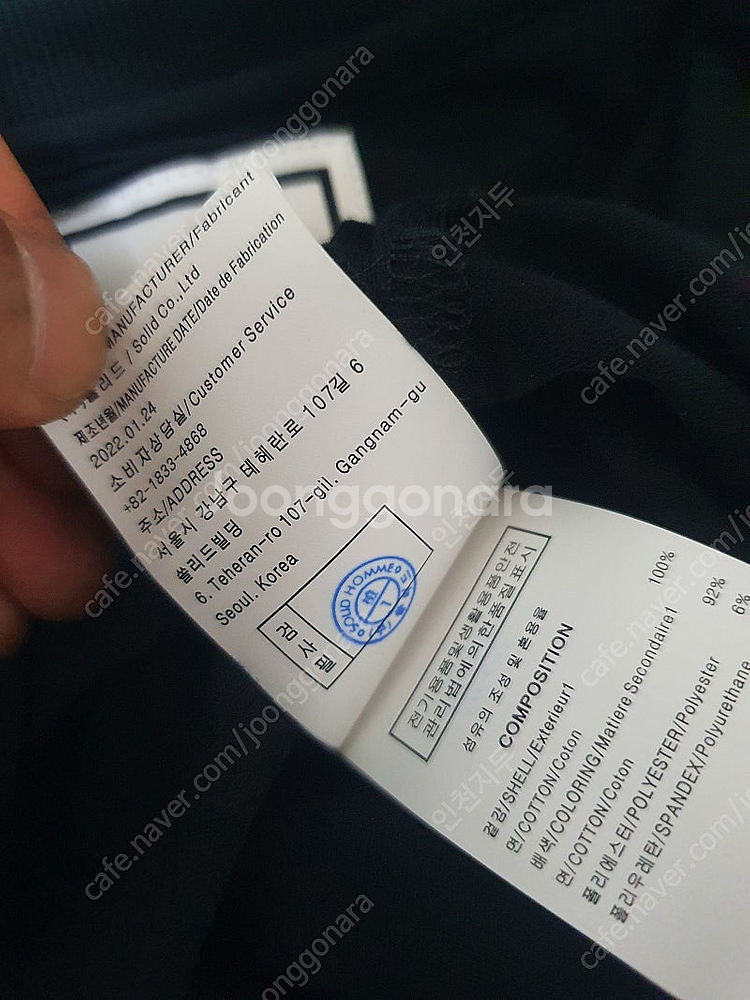 MANUFACTURER/Fabricant
솔리드 / Solid Co.,Ltd
제조년월/MANUFACTURE DATE/Date de Fabrication
2022.01.24
소비자상담실/Customer Service
+82-1833-4868
주소/ADDRESS
서울시 강남구 테헤란로 107길 6
쏠리드빌딩
6, Teheran-ro 107-gil, Gangnam-gu
Seoul, Korea
검사필
SOLID HOMME
전기용품및생활용품안전
관리법에의한품질표시
섬유의 조성 및 혼용율
COMPOSITION
겉감/SHELL/Exterieur1
면/COTTON/Coton 100%
배색/COLORING/Matiere Secondaire1
면/COTTON/Coton 92%
폴리에스터/POLYESTER/Polyester 6%
폴리우레탄/SPANDEX/Polyurethane
joonggonara
인천지두
cafe.naver.com/joonggonara